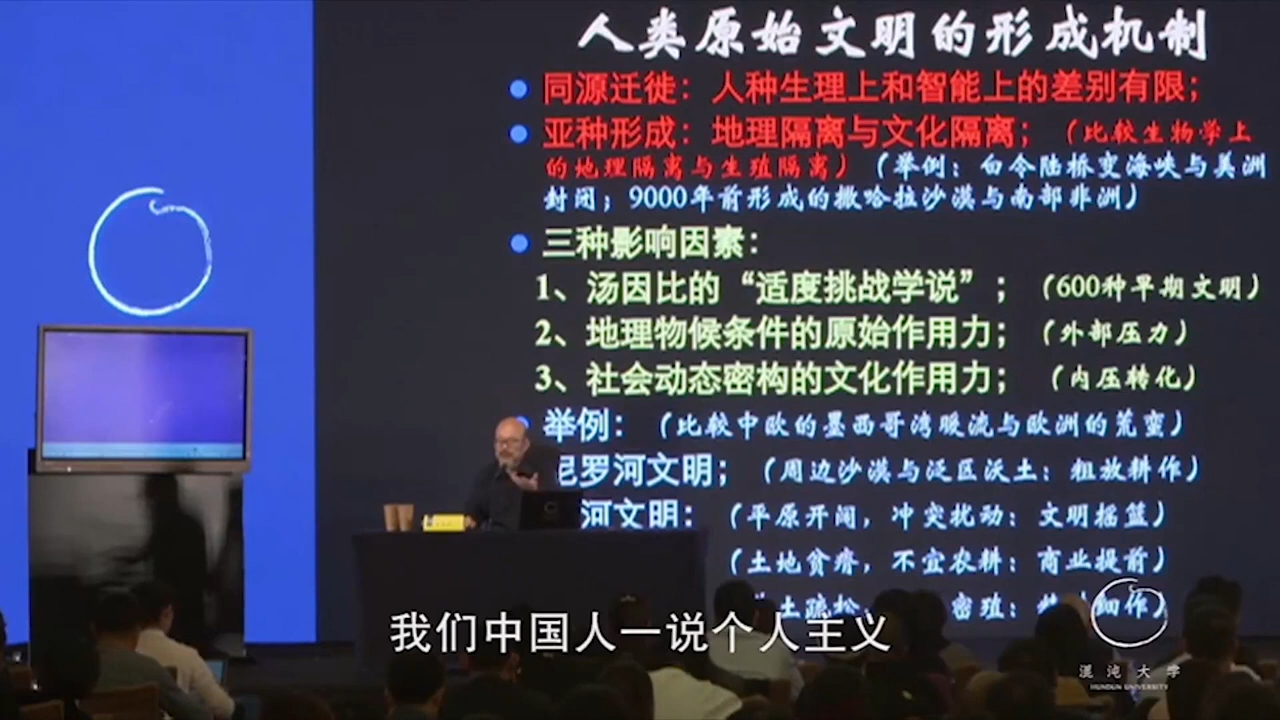 人类原始文明的形成机制
同源迁徙：人种生理上和智能上的差别有限；
亚种形成：地理隔离与文化隔离；（比较生物学上
的地理隔离与生殖隔离）（举例：白令陆桥变海峡与美洲
封闭；9000年前形成的撒哈拉沙漠与南部非洲）
三种影响因素：
1、汤因比的“适度挑战学说”；（600种早期文明）
2、地理物候条件的原始作用力；（外部压力）
3、社会动态密构的文化作用力；（内压转化）
举例：（比较中欧的墨西哥湾暖流与欧洲的荒蛮）
尼罗河文明；（周边沙漠与泛区沃土：粗放耕作）
河文明：（平原开阔，冲突扰动：文明摇篮）
（土地贫瘠，不宜农耕：商业提前）
土疏松，密殖：细作）
我们中国人一说个人主义
混沌大学
HUNDUN UNIVERSITY